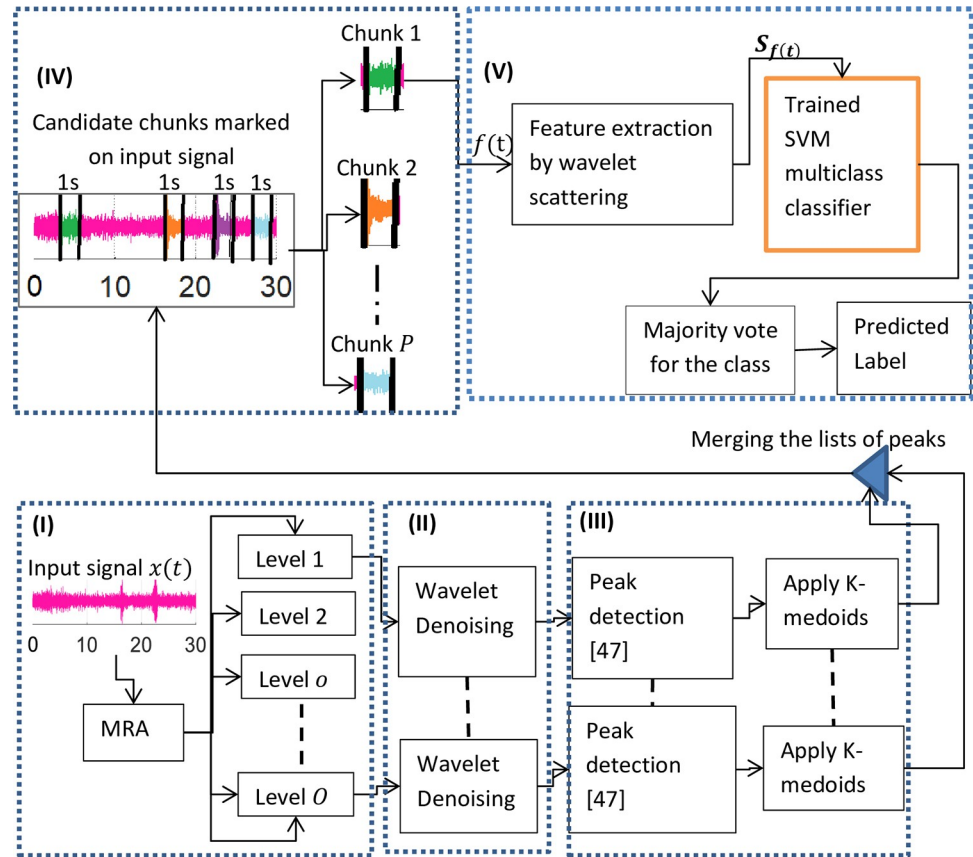 (IV)
Candidate chunks marked
on input signal
1s 1s 1s 1s
0 10 20 30
Chunk 1
Chunk 2
Chunk P
(V)
f(t)
Feature extraction
by wavelet
scattering
S_{f(t)}
Trained
SVM
multiclass
classifier
Majority vote
for the class
Predicted
Label
Merging the lists of peaks
(I)
Input signal x(t)
0 10 20 30
MRA
Level 1
Level 2
Level o
Level O
(II)
Wavelet
Denoising
Wavelet
Denoising
(III)
Peak
detection
[47]
Apply K-
medoids
Peak
detection
[47]
Apply K-
medoids